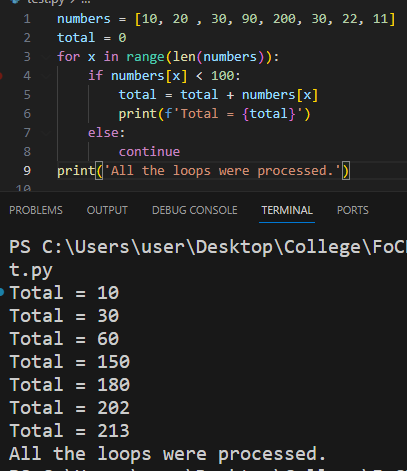 test.py > ...
1 numbers = [10, 20 , 30, 90, 200, 30, 22, 11]
2 total = 0
3 for x in range(len(numbers)):
4     if numbers[x] < 100:
5         total = total + numbers[x]
6         print(f'Total = {total}')
7     else:
8         continue
9 print('All the loops were processed.')
10
PROBLEMS OUTPUT DEBUG CONSOLE TERMINAL PORTS
PS C:\Users\user\Desktop\College\FoC
t.py
Total = 10
Total = 30
Total = 60
Total = 150
Total = 180
Total = 202
Total = 213
All the loops were processed.